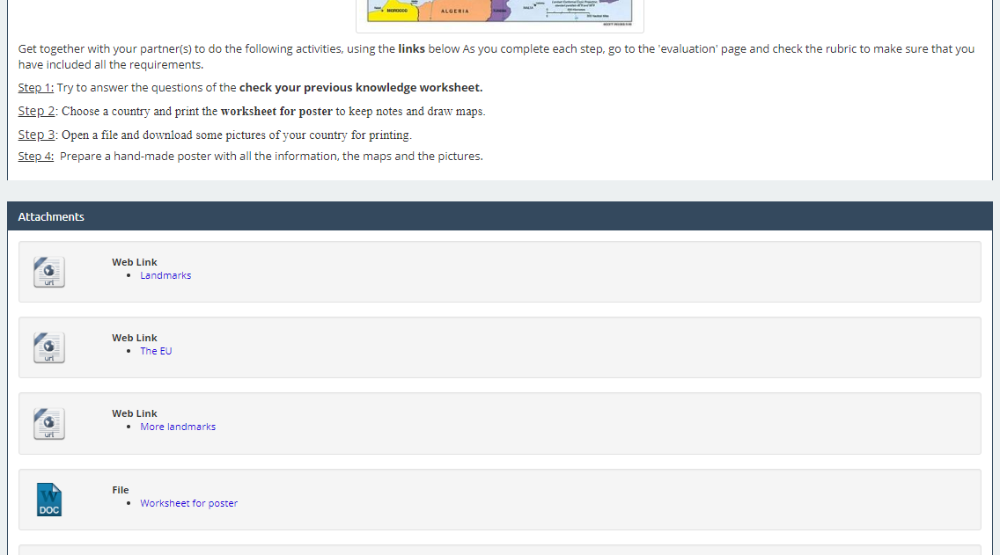 MOROCCO
ALGERIA
Get together with your partner(s) to do the following activities, using the links below As you complete each step, go to the 'evaluation' page and check the rubric to make sure that you
have included all the requirements.
Step 1: Try to answer the questions of the check your previous knowledge worksheet.
Step 2: Choose a country and print the worksheet for poster to keep notes and draw maps.
Step 3: Open a file and download some pictures of your country for printing.
Step 4: Prepare a hand-made poster with all the information, the maps and the pictures.
Attachments
Web Link
url
Landmarks
Web Link
url
The EU
Web Link
url
More landmarks
File
W
DOC
Worksheet for poster